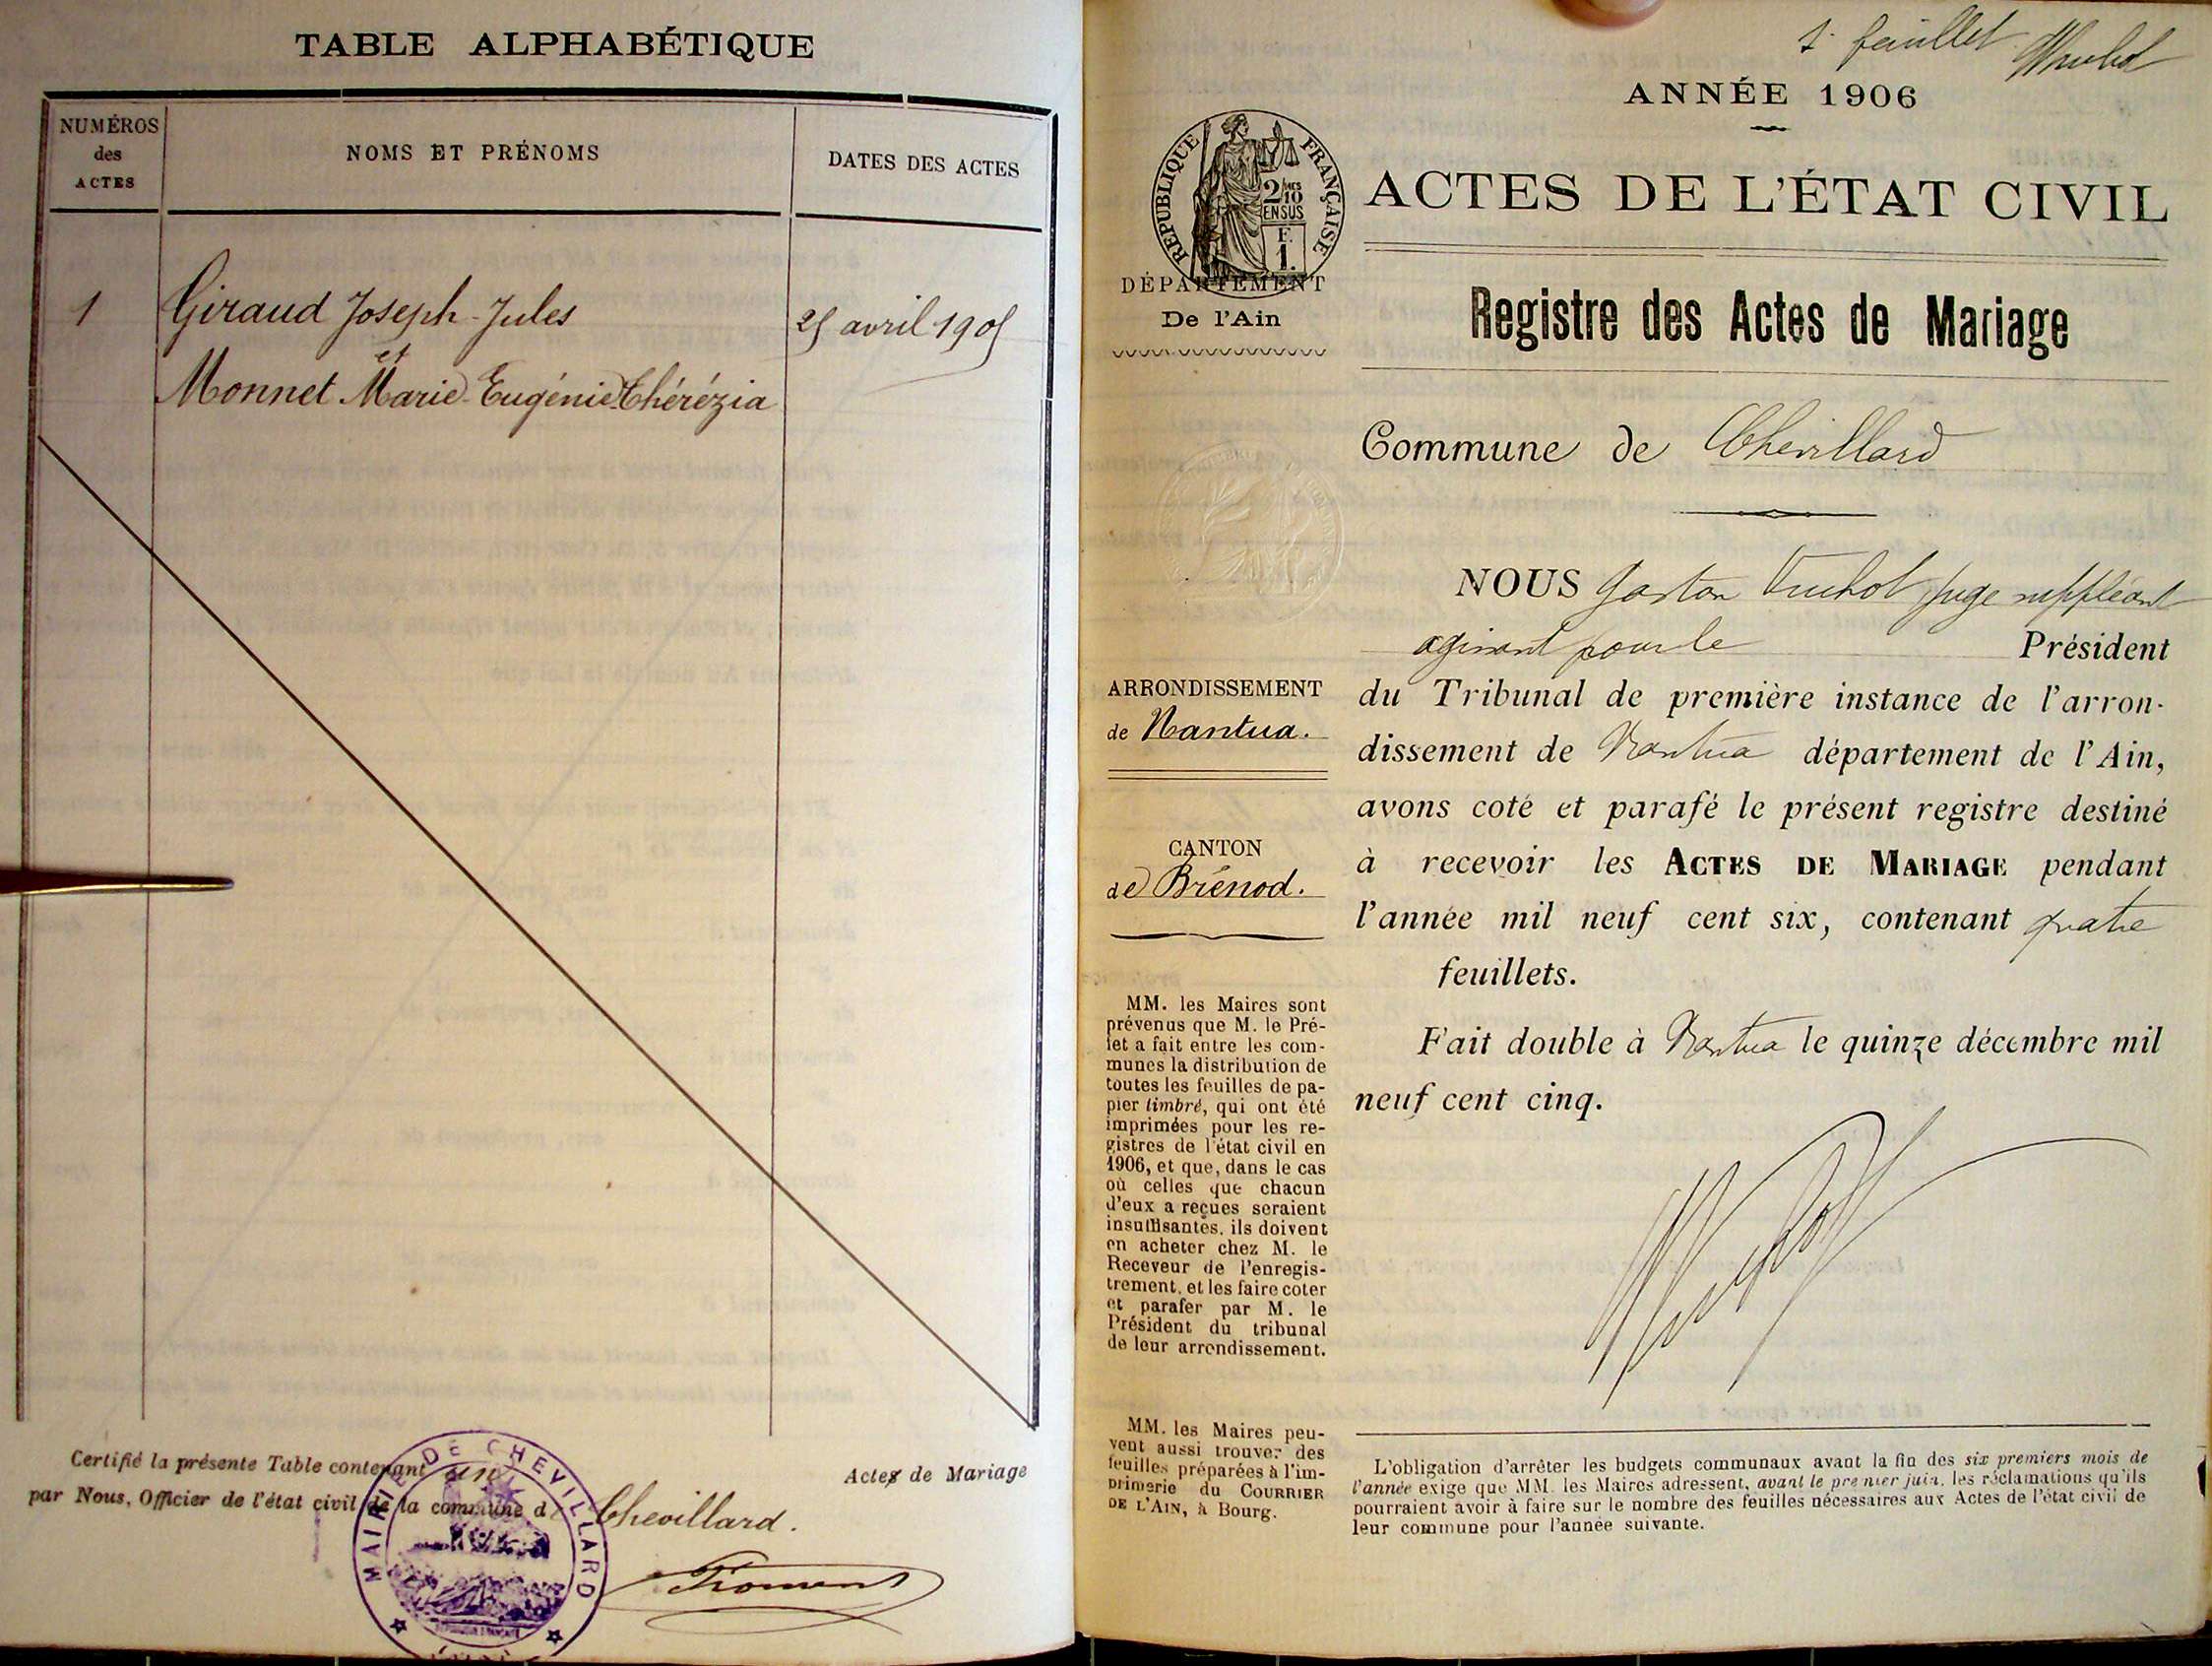 TABLE ALPHABÉTIQUE
NUMÉROS
des
ACTES
NOMS ET PRÉNOMS
DATES DES ACTES
1
Giraud Joseph-Jules
25 avril 1905
et
Monnet Marie-Eugénie-Thérézia
Certifié la présente Table contenant un
Actes de Mariage
par Nous, Officier de l'état civil de la commune d
Chevillard.
MAIRIE DE CHEVILLARD
Froment
1er feuillet
ANNÉE 1906
RÉPUBLIQUE FRANÇAISE
2/10
EN SUS
F.
1.
ACTES DE L'ÉTAT CIVIL
DÉPARTEMENT
De l'Ain
Registre des Actes de Mariage
Commune de Chevillard
NOUS Gaston Truchot juge suppléant
agissant pour le Président
du Tribunal de première instance de l'arron-
dissement de Nantua département de l'Ain,
avons coté et parafé le présent registre destiné
à recevoir les ACTES DE MARIAGE pendant
l'année mil neuf cent six, contenant quatre
feuillets.
Fait double à Nantua le quinze décembre mil
neuf cent cinq.
ARRONDISSEMENT
de Nantua.
CANTON
de Brénod.
MM. les Maires sont
prévenus que M. le Pré-
fet a fait entre les com-
munes la distribution de
toutes les feuilles de pa-
pier timbré, qui ont été
imprimées pour les re-
gistres de l'état civil en
1906, et que, dans le cas
où celles que chacun
d'eux a reçues seraient
insuffisantes, ils doivent
en acheter chez M. le
Receveur de l'enregis-
trement, et les faire coter
et parafer par M. le
Président du tribunal
de leur arrondissement.
MM. les Maires peu-
vent aussi trouver des
feuilles préparées à l'im-
primerie du COURRIER
DE L'AIN, à Bourg.
L'obligation d'arrêter les budgets communaux avant la fin des six premiers mois de
l'année exige que MM. les Maires adressent, avant le premier juin, les réclamations qu'ils
pourraient avoir à faire sur le nombre des feuilles nécessaires aux Actes de l'état civil de
leur commune pour l'année suivante.